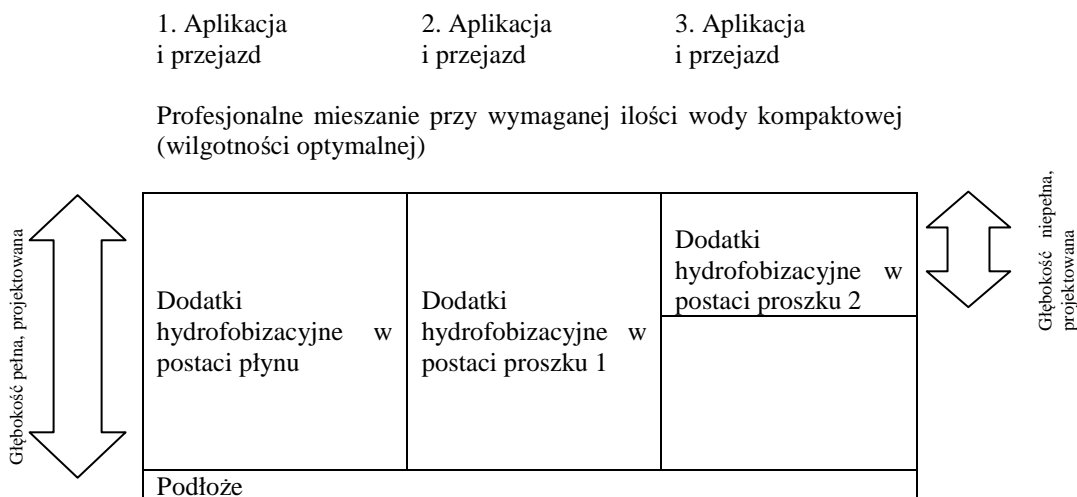 1. Aplikacja
i przejazd
2. Aplikacja
i przejazd
3. Aplikacja
i przejazd
Profesjonalne mieszanie przy wymaganej ilości wody kompaktowej
(wilgotności optymalnej)
Głębokość pełna, projektowana
Dodatki
hydrofobizacyjne w
postaci płynu
Dodatki
hydrofobizacyjne w
postaci proszku 1
Dodatki
hydrofobizacyjne w
postaci proszku 2
Głębokość niepełna,
projektowana
Podłoże